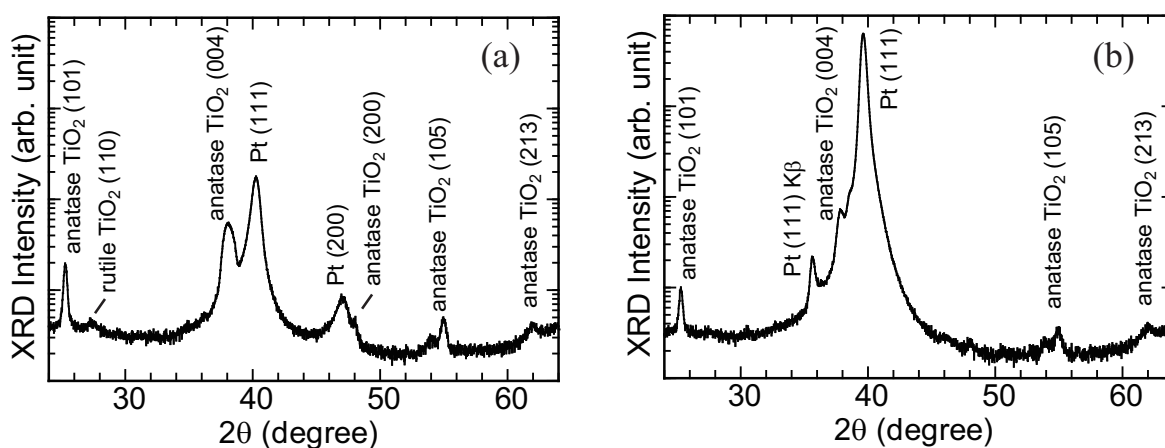 (a)
XRD Intensity (arb. unit)
anatase TiO2 (101)
rutile TiO2 (110)
anatase TiO2 (004)
Pt (111)
Pt (200)
anatase TiO2 (200)
anatase TiO2 (105)
anatase TiO2 (213)
30 40 50 60
2θ (degree)
(b)
XRD Intensity (arb. unit)
anatase TiO2 (101)
Pt (111) Kβ
anatase TiO2 (004)
Pt (111)
anatase TiO2 (105)
anatase TiO2 (213)
30 40 50 60
2θ (degree)